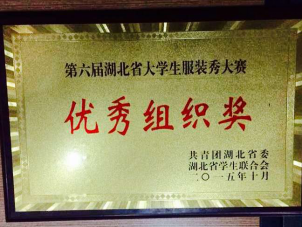 第六届湖北省大学生服装秀大赛
优秀组织奖
共青团湖北省委
湖北省学生联合会
二〇一五年十月